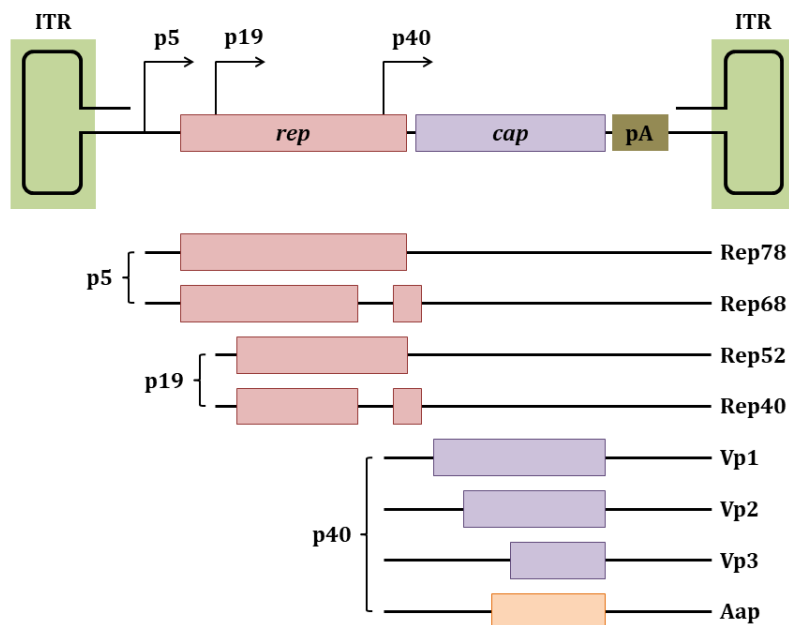 ITR
ITR
p5
p19
p40
rep
cap
pA
p5
Rep78
Rep68
p19
Rep52
Rep40
p40
Vp1
Vp2
Vp3
Aap